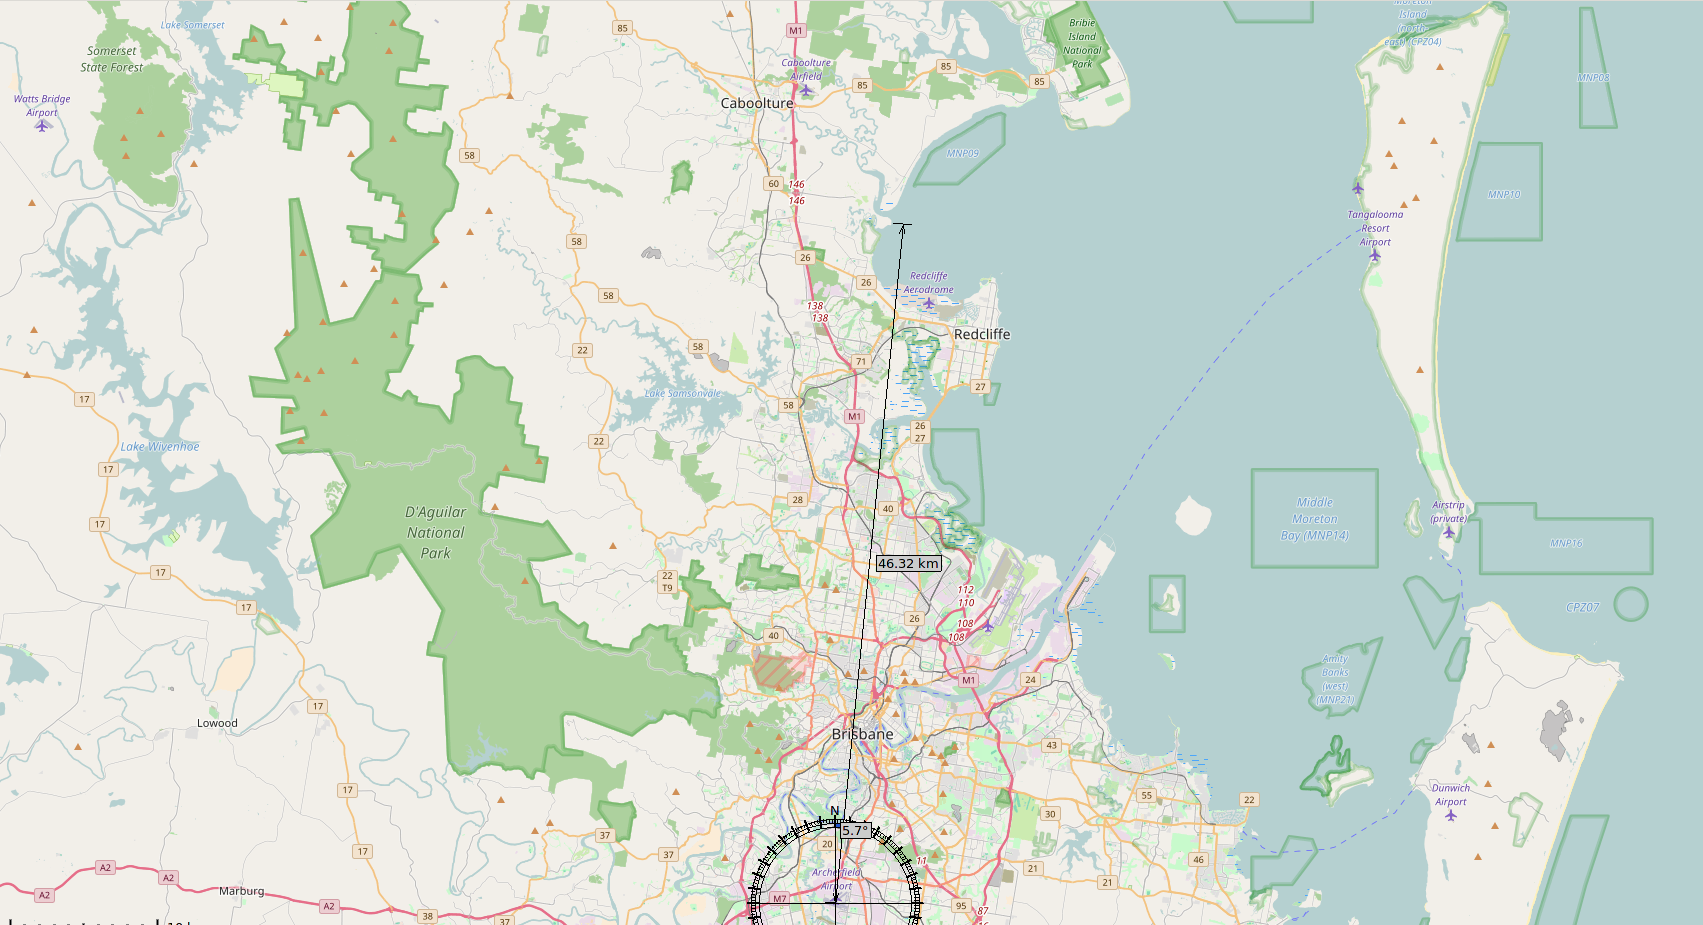 Moreton
Island
(north-
east) (CPZ04)
Lake Somerset
85
M1
Bribie
Island
National
Park
Somerset
State Forest
Caboolture
Airfield
85
85
85
MNP08
Watts Bridge
Airport
Caboolture
58
MNP09
60
146
146
MNP10
Tangalooma
Resort
Airport
58
26
26
Redcliffe
Aerodrome
58
138
138
Redcliffe
22
58
71
27
17
Lake Samsonvale
58
M1
26
27
Lake Wivenhoe
22
17
28
40
Middle
Moreton
Bay (MNP14)
Airstrip
(private)
D'Aguilar
National
Park
17
MNP16
46.32 km
17
22
T9
112
110
CPZ07
17
26
108
108
40
Amity
Banks
(west)
(MNP21)
M1
24
17
Lowood
Brisbane
43
17
55
22
Dunwich
Airport
30
N
5.7°
37
20
17
37
46
11
A2
A2
Archerfield
Airport
21
21
A2
Marburg
M7
A2
95
87
38
37